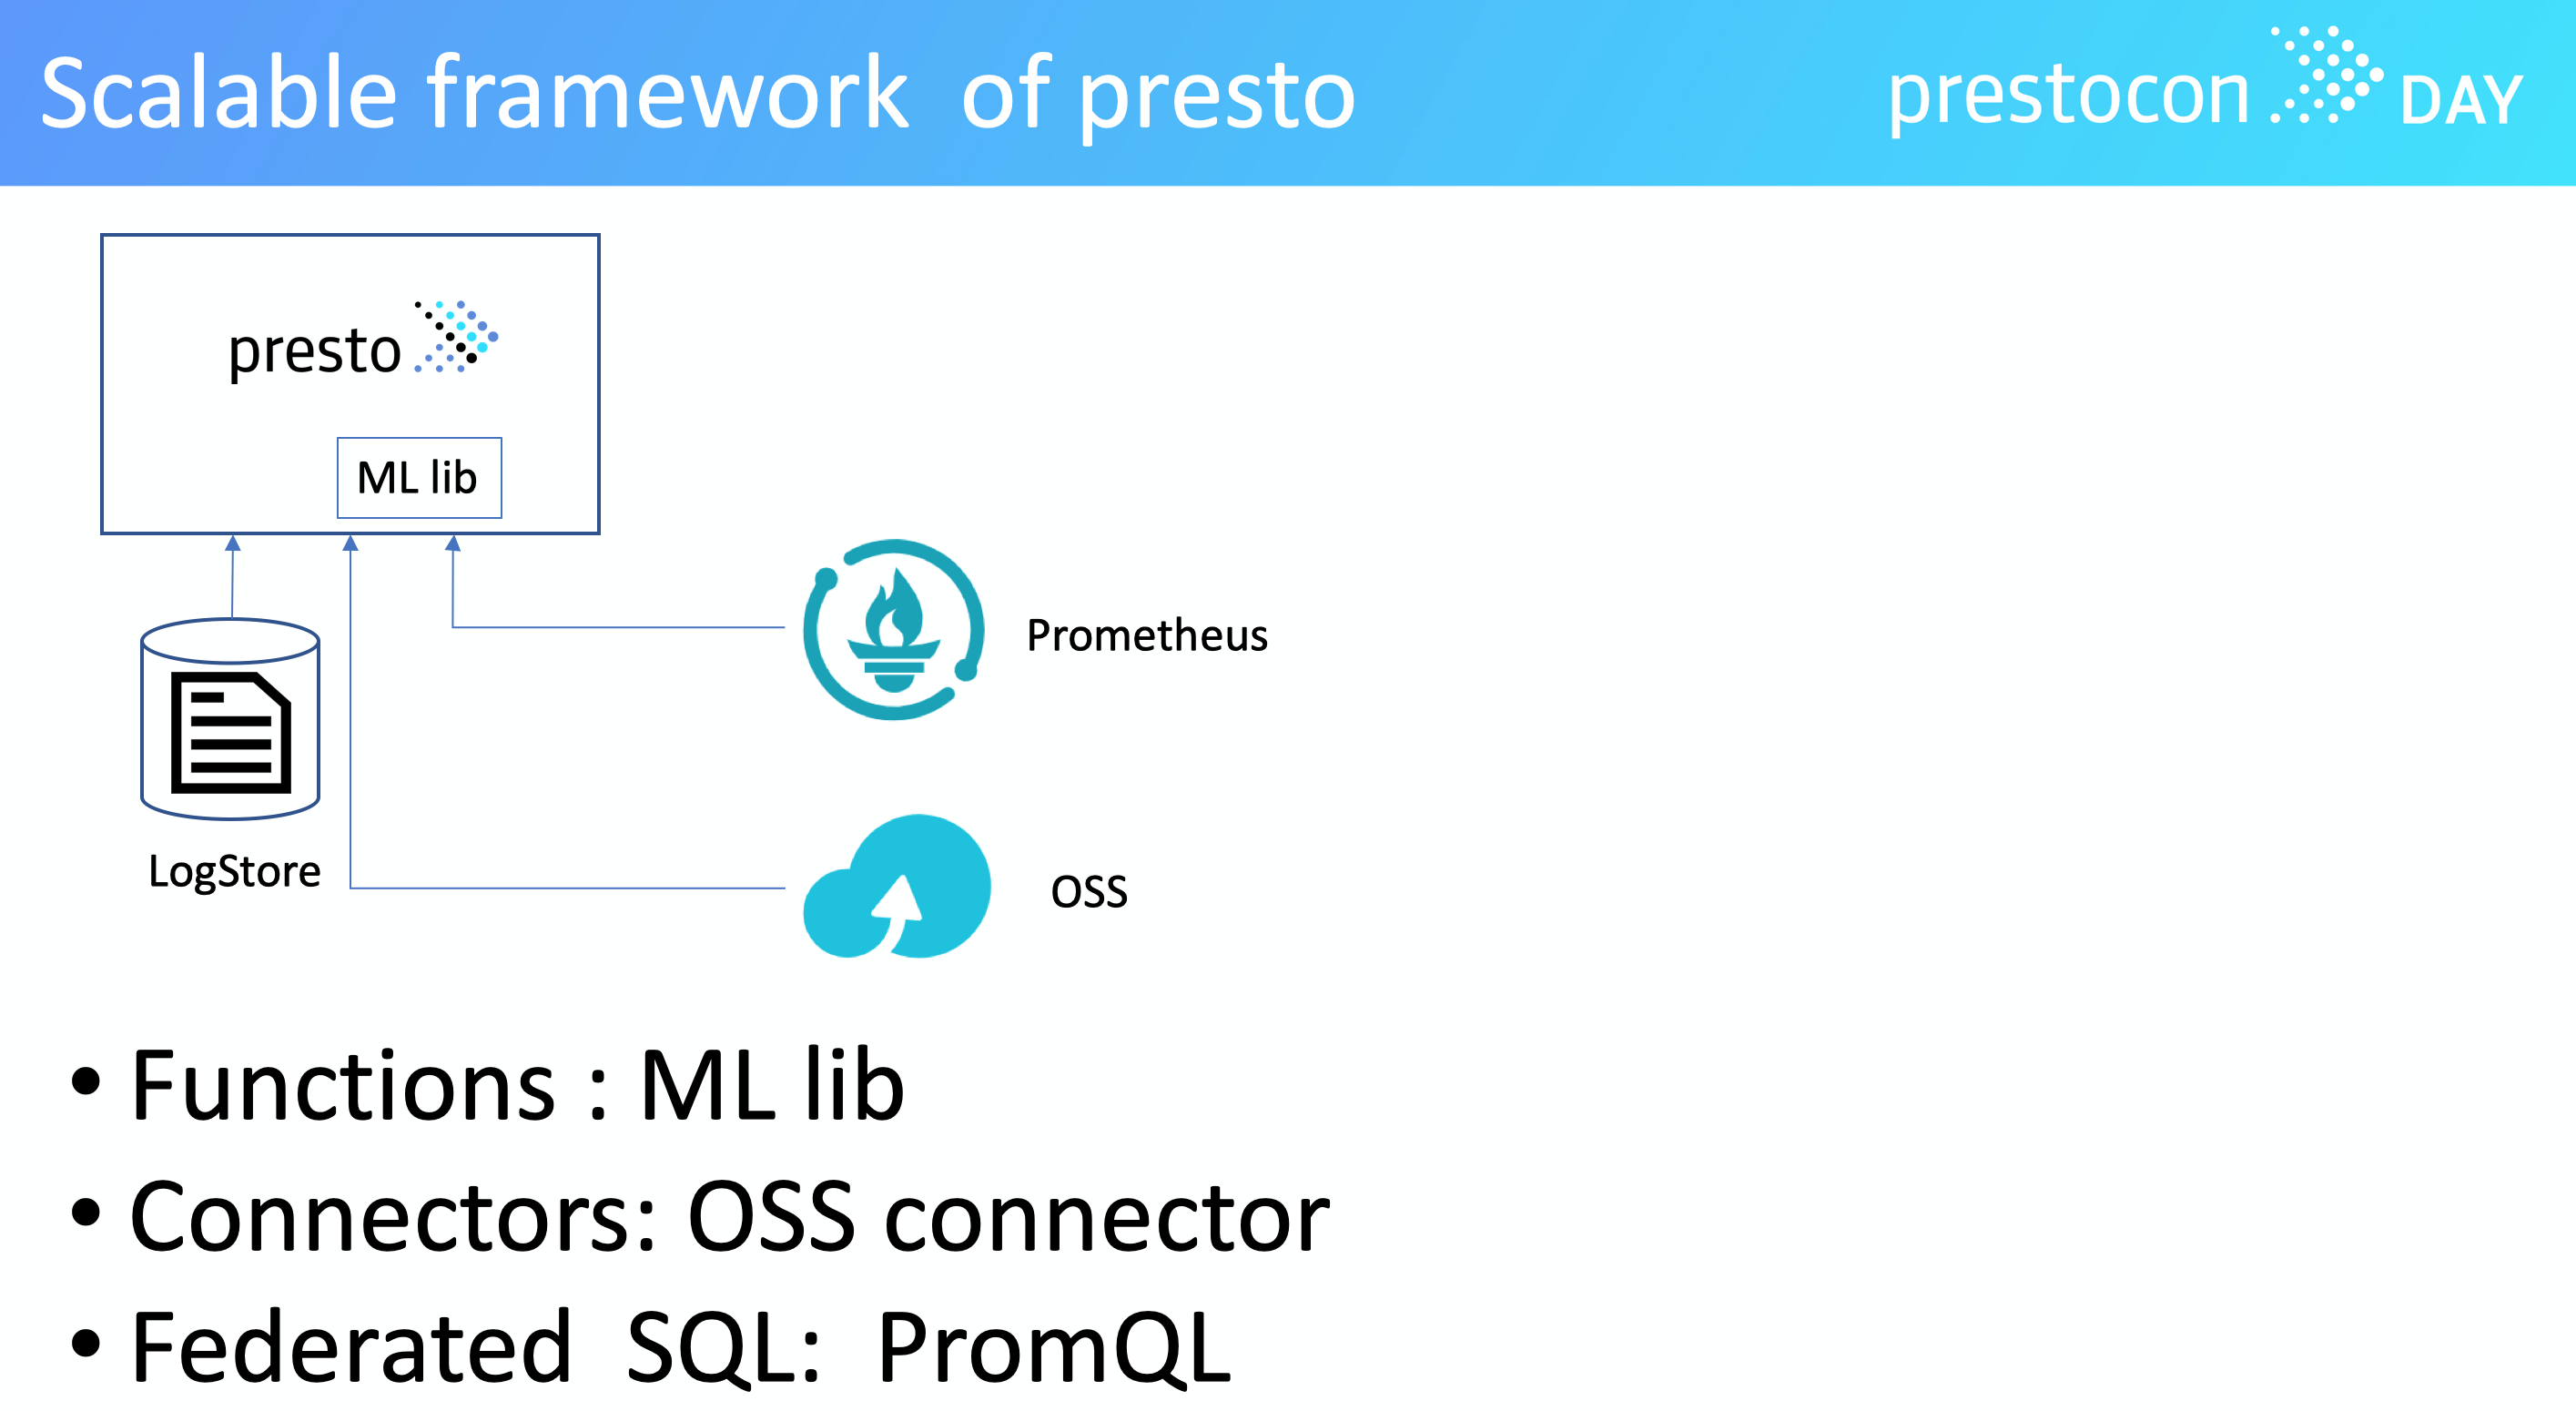 Scalable framework  of presto
prestocon DAY
presto
ML lib
Prometheus
LogStore
OSS
• Functions : ML lib
• Connectors: OSS connector
• Federated  SQL:  PromQL